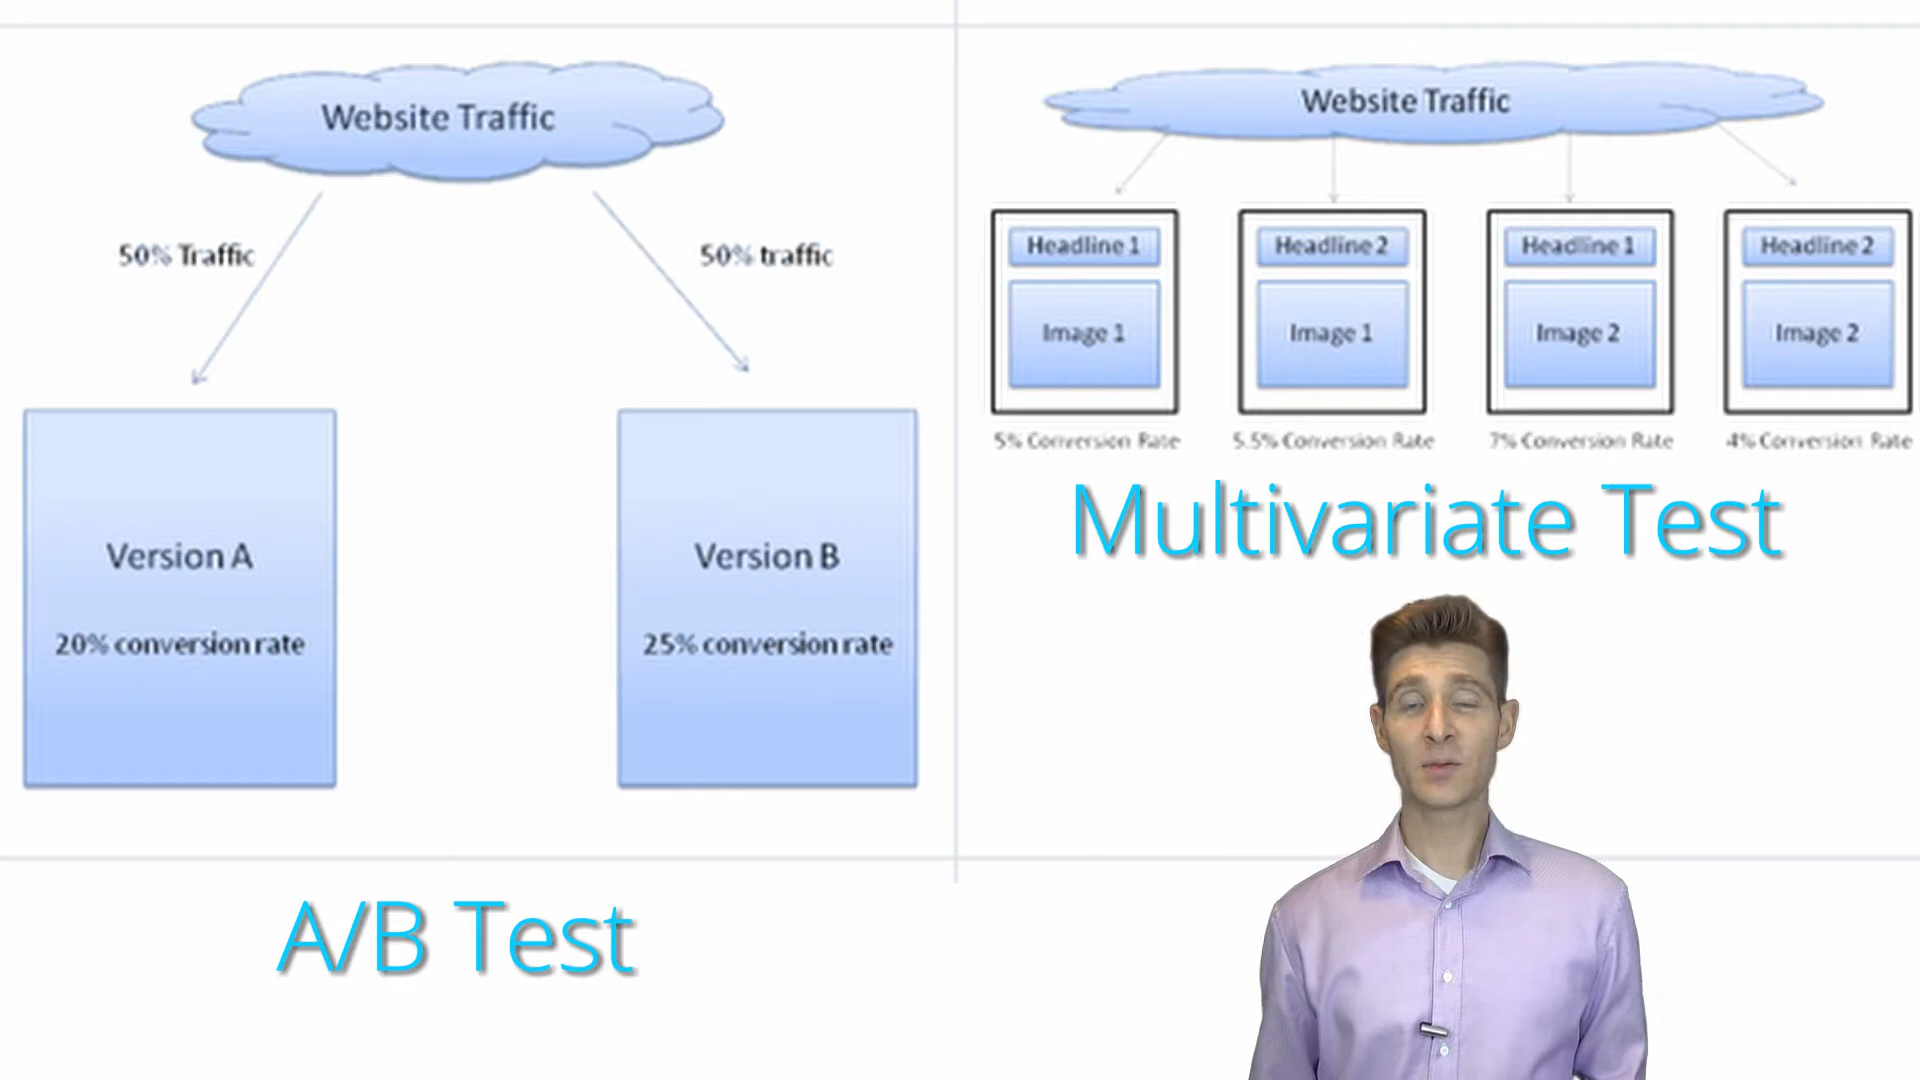 Website Traffic
50% Traffic
50% traffic
Version A
20% conversion rate
Version B
25% conversion rate
A/B Test
Website Traffic
Headline 1
Image 1
5% Conversion Rate
Headline 2
Image 1
5.5% Conversion Rate
Headline 1
Image 2
7% Conversion Rate
Headline 2
Image 2
4% Conversion Rate
Multivariate Test